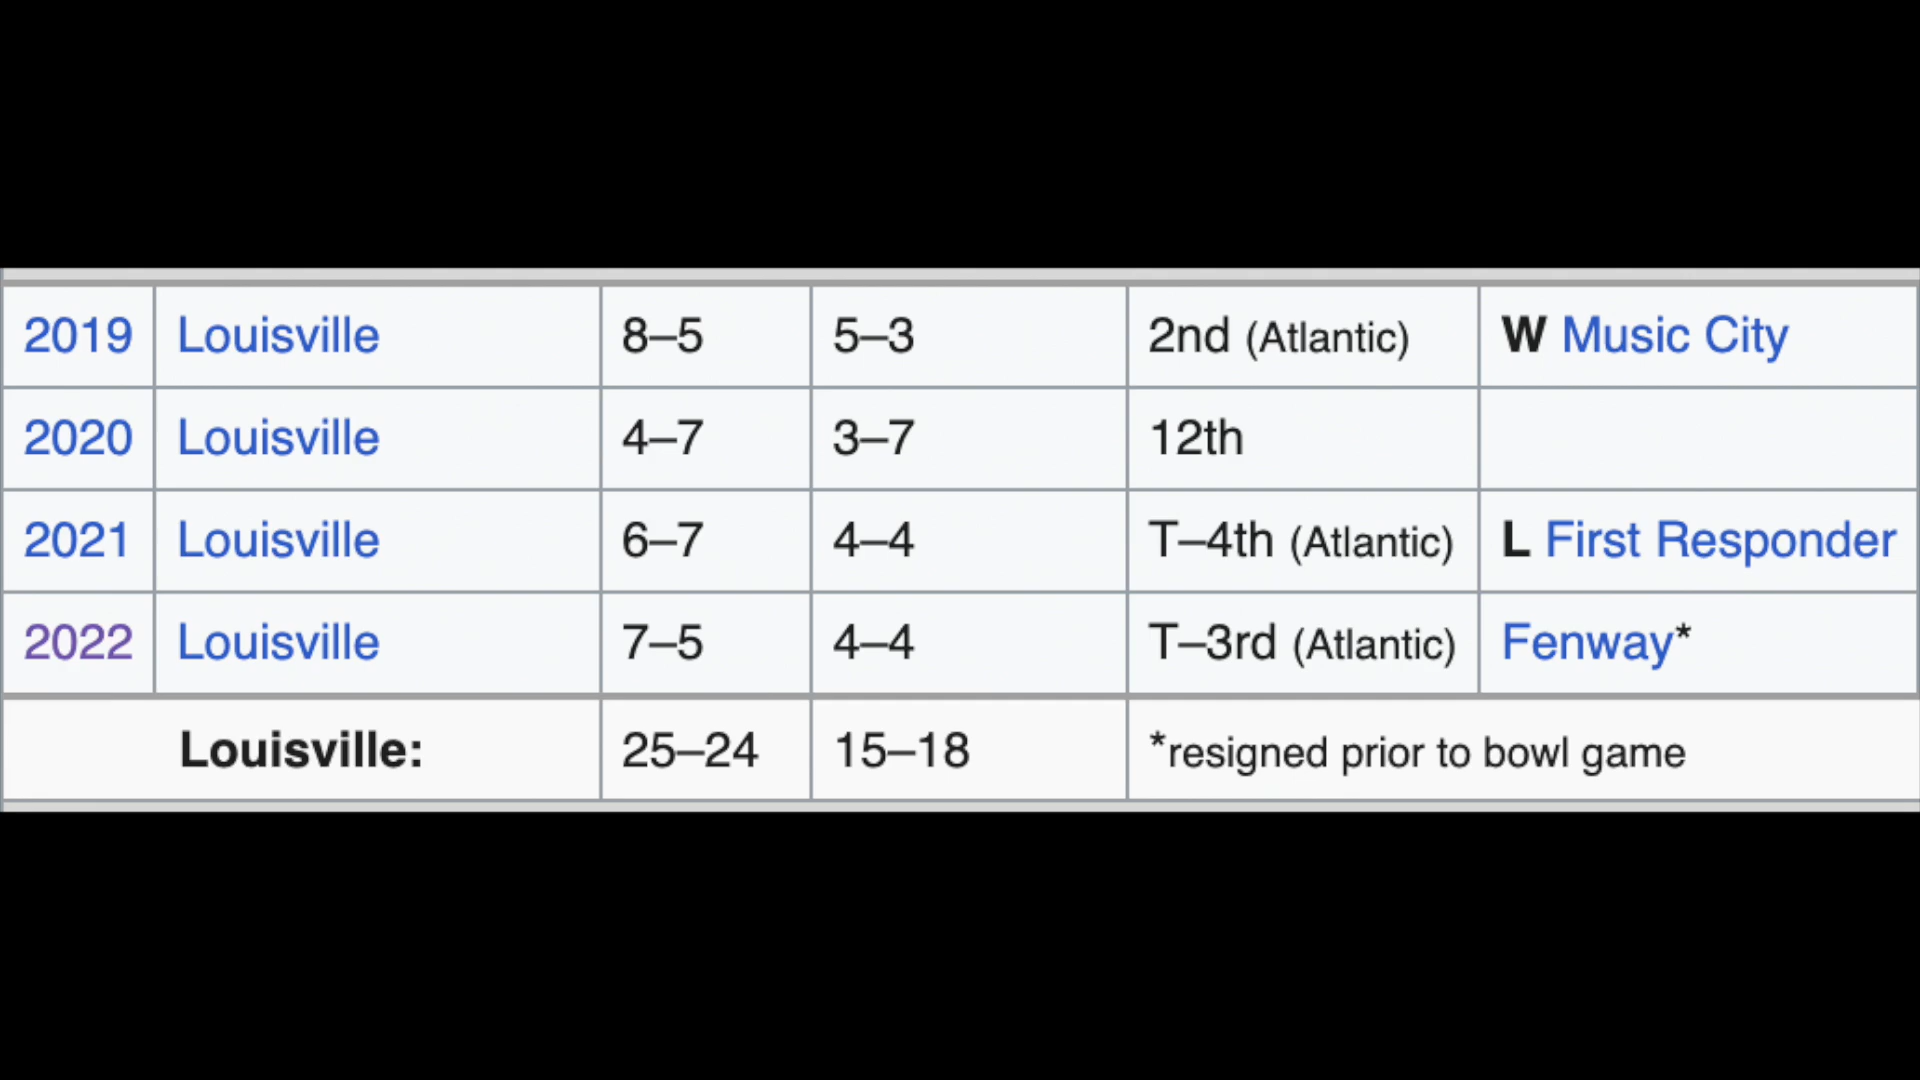 2019 Louisville 8–5 5–3 2nd (Atlantic) W Music City
2020 Louisville 4–7 3–7 12th
2021 Louisville 6–7 4–4 T–4th (Atlantic) L First Responder
2022 Louisville 7–5 4–4 T–3rd (Atlantic) Fenway*
Louisville: 25–24 15–18 *resigned prior to bowl game